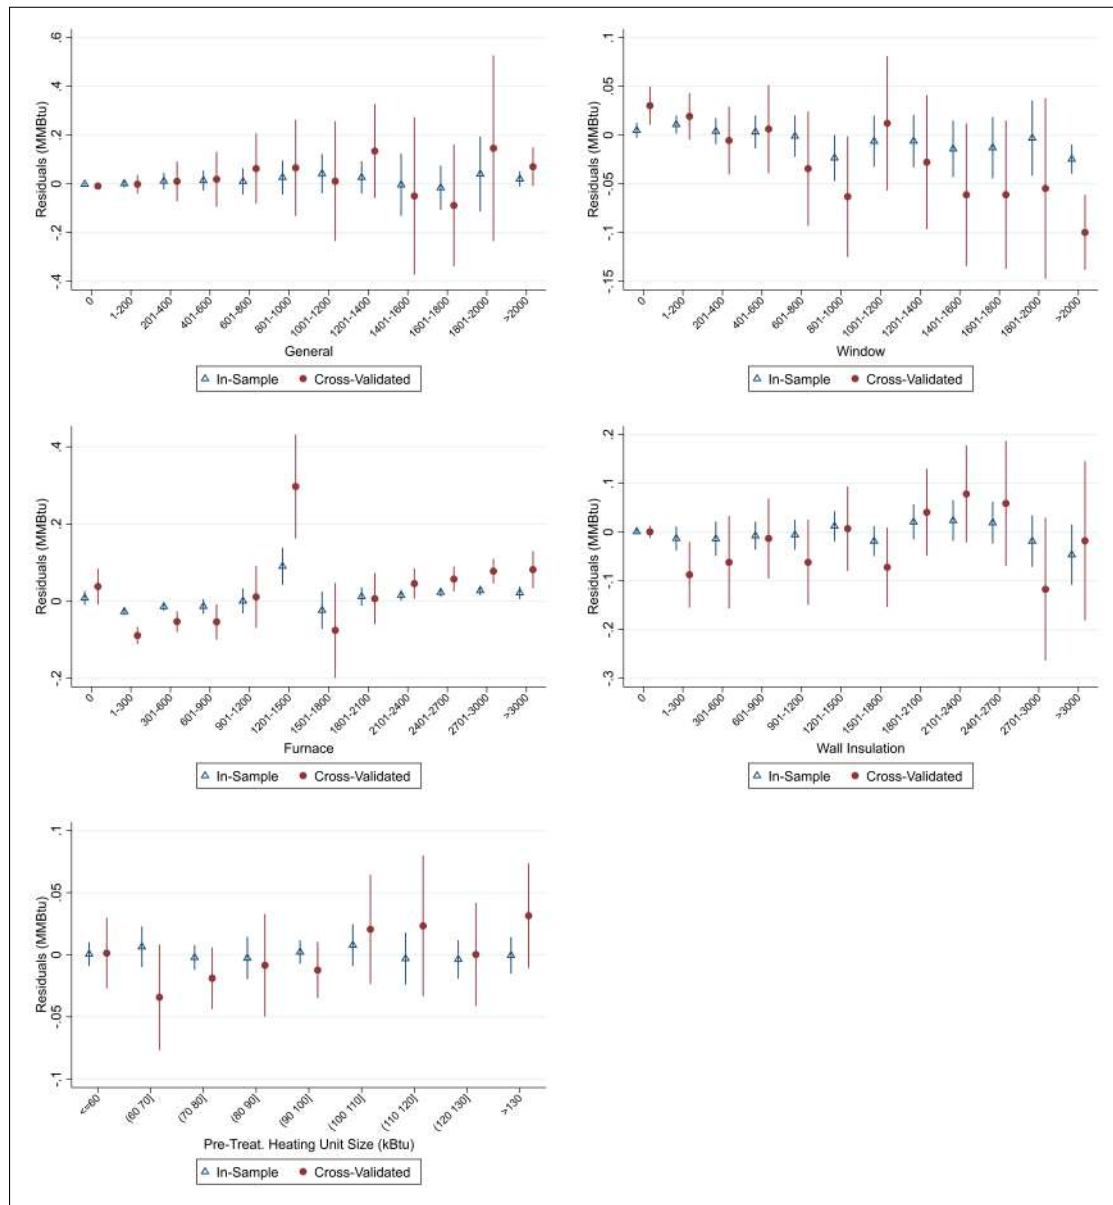 Residuals (MMBtu)
.6
.4
.2
0
-.2
-.4
0 1-200 201-400 401-600 601-800 801-1000 1001-1200 1201-1400 1401-1600 1601-1800 1801-2000 >2000
General
In-Sample Cross-Validated
Residuals (MMBtu)
.1
.05
0
-.05
-.1
-.15
0 1-200 201-400 401-600 601-800 801-1000 1001-1200 1201-1400 1401-1600 1601-1800 1801-2000 >2000
Window
In-Sample Cross-Validated
Residuals (MMBtu)
.4
.2
0
-.2
0 1-300 301-600 601-900 901-1200 1201-1500 1501-1800 1801-2100 2101-2400 2401-2700 2701-3000 >3000
Furnace
In-Sample Cross-Validated
Residuals (MMBtu)
.2
.1
0
-.1
-.2
-.3
0 1-300 301-600 601-900 901-1200 1201-1500 1501-1800 1801-2100 2101-2400 2401-2700 2701-3000 >3000
Wall Insulation
In-Sample Cross-Validated
Residuals (MMBtu)
.1
.05
0
-.05
-.1
<=60 (60 70] (70 80] (80 90] (90 100] (100 110] (110 120] (120 130] >130
Pre-Treat. Heating Unit Size (kBtu)
In-Sample Cross-Validated